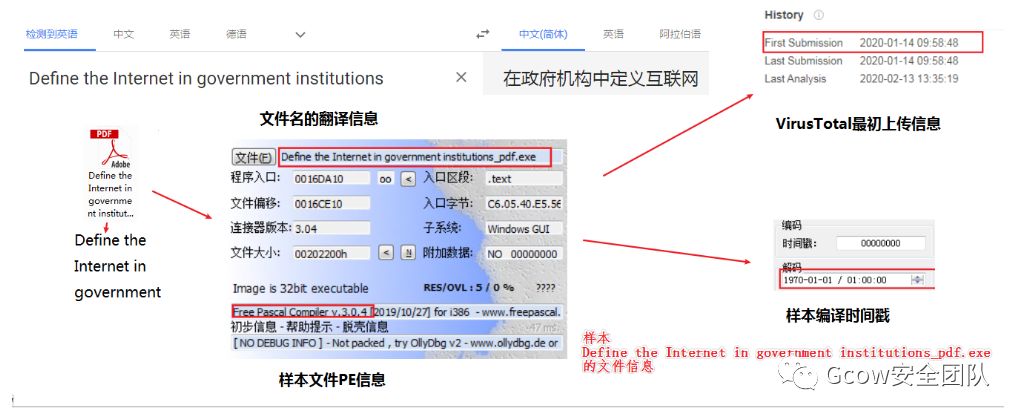 检测到英语 中文 英语 德语
中文(简体) 英语 阿拉伯语
Define the Internet in government institutions
在政府机构中定义互联网
History
First Submission 2020-01-14 09:58:48
Last Submission 2020-01-14 09:58:48
Last Analysis 2020-02-13 13:35:19
VirusTotal最初上传信息
文件名的翻译信息
PDF
Adobe
Define the
Internet in
governme
nt institut...
Define the
Internet in
government
文件(F) Define the Internet in government institutions_pdf.exe
程序入口: 0016DA10 oo < 入口区段: .text
文件偏移: 0016CE10 入口字节: C6.05.40.E5.56
连接器版本: 3.04 子系统: Windows GUI
文件大小: 00202200h < N 附加数据: NO 00000000
Image is 32bit executable RES/OVL : 5 / 0 % ????
Free Pascal Compiler v.3.0.4 [2019/10/27] for i386 - www.freepascal.
初步信息 - 帮助提示 - 脱壳信息 -47 ms.
[ NO DEBUG INFO ] - Not packed , try OllyDbg v2 - www.ollydbg.de or
样本文件PE信息
编码
时间戳: 00000000
解码
1970-01-01 / 01:00:00
样本编译时间戳
样本
Define the Internet in government institutions_pdf.exe
的文件信息
Gcow安全团队